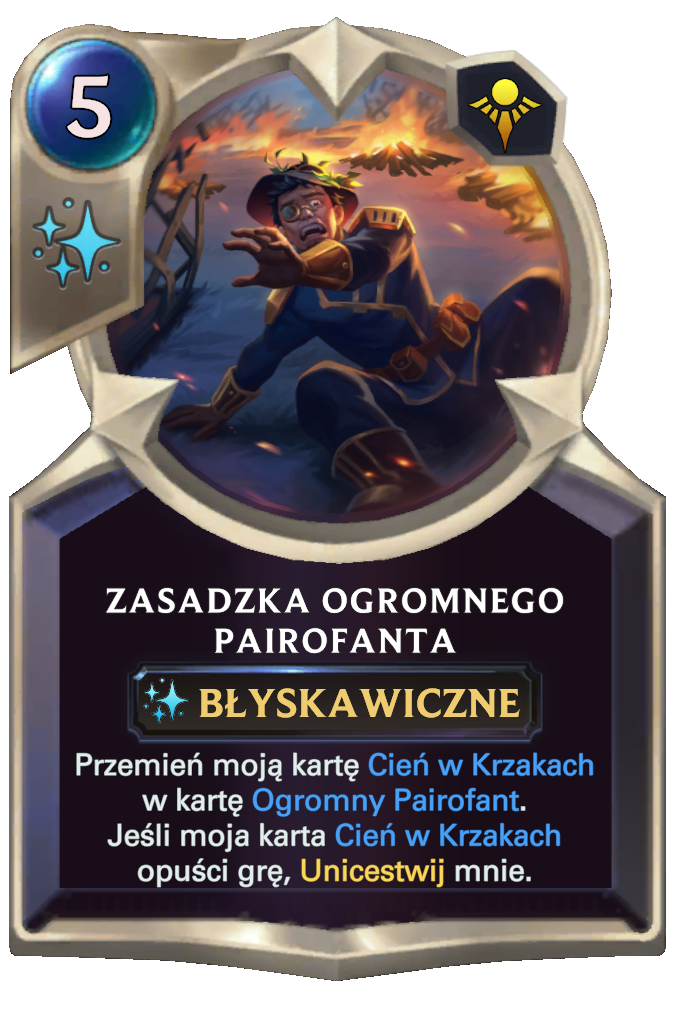 5
ZASADZKA OGROMNEGO
PAIROFANTA
BŁYSKAWICZNE
Przemień moją kartę Cień w Krzakach
w kartę Ogromny Pairofant.
Jeśli moja karta Cień w Krzakach
opuści grę, Unicestwij mnie.